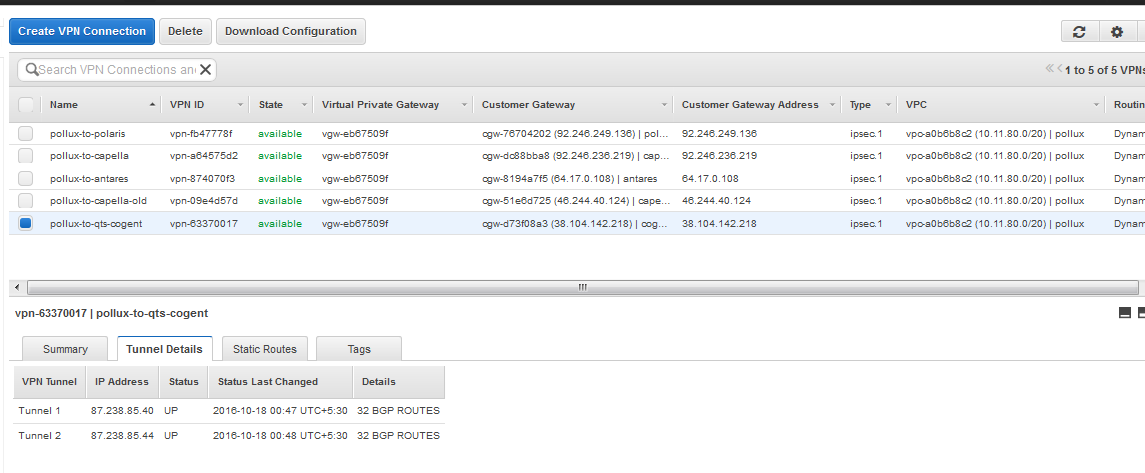 Create VPN Connection Delete Download Configuration
Search VPN Connections and
1 to 5 of 5 VPNs
Name VPN ID State Virtual Private Gateway Customer Gateway Customer Gateway Address Type VPC Routin
pollux-to-polaris vpn-fb47778f available vgw-eb67509f cgw-76704202 (92.246.249.136) | pol... 92.246.249.136 ipsec.1 vpc-a0b6b8c2 (10.11.80.0/20) | pollux Dynam
pollux-to-capella vpn-a64575d2 available vgw-eb67509f cgw-dc88bba8 (92.246.236.219) | cap... 92.246.236.219 ipsec.1 vpc-a0b6b8c2 (10.11.80.0/20) | pollux Dynam
pollux-to-antares vpn-874070f3 available vgw-eb67509f cgw-8194a7f5 (64.17.0.108) | antares 64.17.0.108 ipsec.1 vpc-a0b6b8c2 (10.11.80.0/20) | pollux Dynam
pollux-to-capella-old vpn-09e4d57d available vgw-eb67509f cgw-51e6d725 (46.244.40.124) | cape... 46.244.40.124 ipsec.1 vpc-a0b6b8c2 (10.11.80.0/20) | pollux Dynam
pollux-to-qts-cogent vpn-63370017 available vgw-eb67509f cgw-d73f08a3 (38.104.142.218) | cog... 38.104.142.218 ipsec.1 vpc-a0b6b8c2 (10.11.80.0/20) | pollux Dynam
vpn-63370017 | pollux-to-qts-cogent
Summary Tunnel Details Static Routes Tags
VPN Tunnel IP Address Status Status Last Changed Details
Tunnel 1 87.238.85.40 UP 2016-10-18 00:47 UTC+5:30 32 BGP ROUTES
Tunnel 2 87.238.85.44 UP 2016-10-18 00:48 UTC+5:30 32 BGP ROUTES